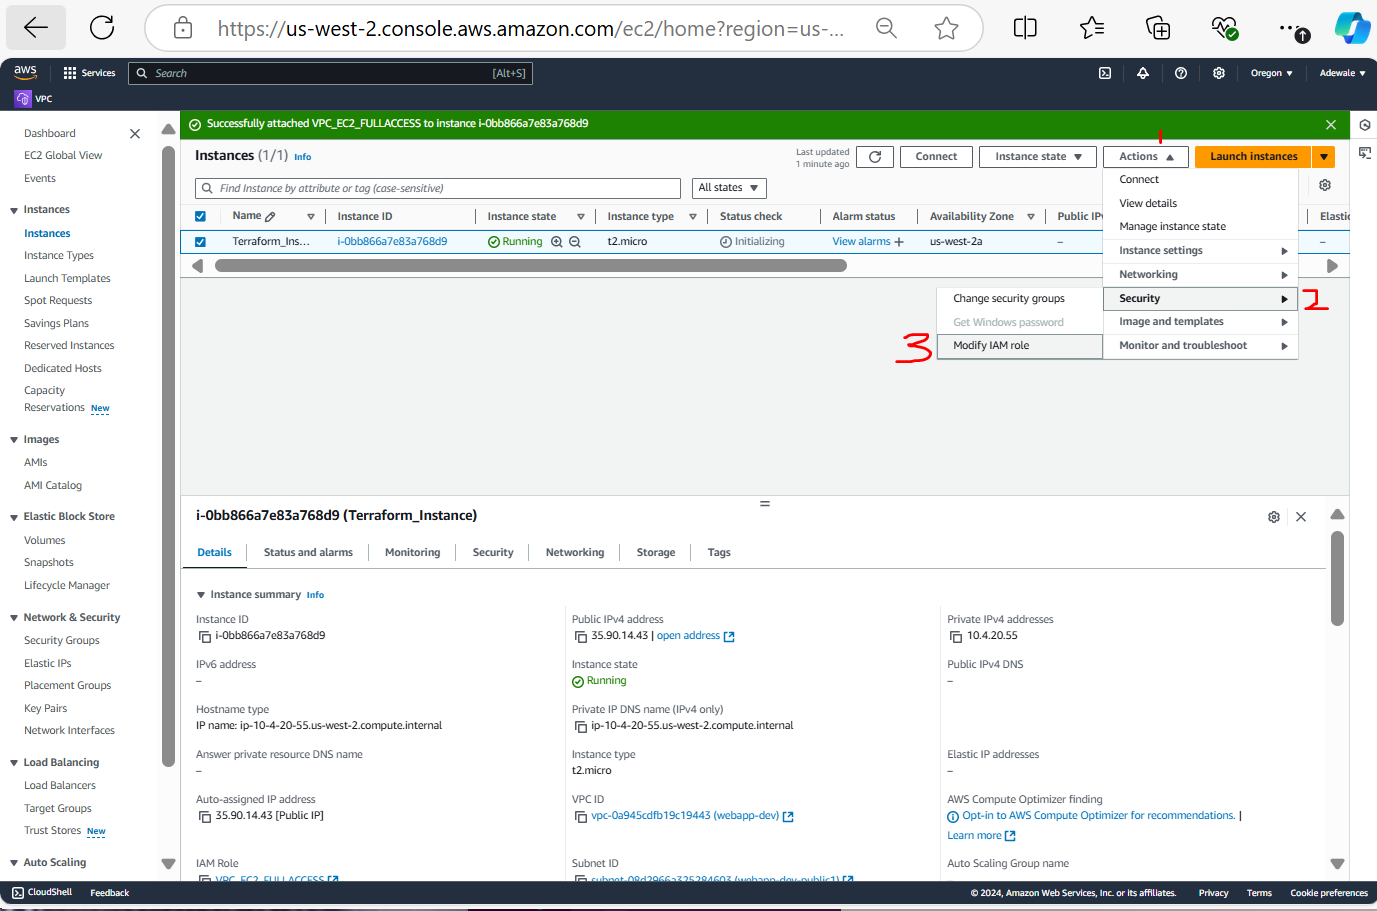 https://us-west-2.console.aws.amazon.com/ec2/home?region=us-...
aws
Services
Search
[Alt+S]
Oregon
Adewale
VPC
Successfully attached VPC_EC2_FULLACCESS to instance i-0bb866a7e83a768d9
Dashboard
EC2 Global View
Events
Instances
Instances
Instance Types
Launch Templates
Spot Requests
Savings Plans
Reserved Instances
Dedicated Hosts
Capacity
Reservations New
Images
AMIs
AMI Catalog
Elastic Block Store
Volumes
Snapshots
Lifecycle Manager
Network & Security
Security Groups
Elastic IPs
Placement Groups
Key Pairs
Network Interfaces
Load Balancing
Load Balancers
Target Groups
Trust Stores New
Auto Scaling
Instances (1/1) Info
Last updated
1 minute ago
Connect
Instance state
Actions
Launch instances
Find Instance by attribute or tag (case-sensitive)
All states
Name
Instance ID
Instance state
Instance type
Status check
Alarm status
Availability Zone
Public IPv
Elastic
Terraform_Ins...
i-0bb866a7e83a768d9
Running
t2.micro
Initializing
View alarms +
us-west-2a
–
–
Connect
View details
Manage instance state
Instance settings
Networking
Security
Image and templates
Monitor and troubleshoot
Change security groups
Get Windows password
Modify IAM role
1
2
3
i-0bb866a7e83a768d9 (Terraform_Instance)
Details
Status and alarms
Monitoring
Security
Networking
Storage
Tags
Instance summary Info
Instance ID
i-0bb866a7e83a768d9
Public IPv4 address
35.90.14.43 | open address
Private IPv4 addresses
10.4.20.55
IPv6 address
–
Instance state
Running
Public IPv4 DNS
–
Hostname type
IP name: ip-10-4-20-55.us-west-2.compute.internal
Private IP DNS name (IPv4 only)
ip-10-4-20-55.us-west-2.compute.internal
Answer private resource DNS name
–
Instance type
t2.micro
Elastic IP addresses
–
Auto-assigned IP address
35.90.14.43 [Public IP]
VPC ID
vpc-0a945cdfb19c19443 (webapp-dev)
AWS Compute Optimizer finding
Opt-in to AWS Compute Optimizer for recommendations. |
Learn more
IAM Role
VPC_EC2_FULLACCESS
Subnet ID
subnet-08d2966a325284603 (webapp-dev-public1)
Auto Scaling Group name
CloudShell
Feedback
© 2024, Amazon Web Services, Inc. or its affiliates.
Privacy
Terms
Cookie preferences